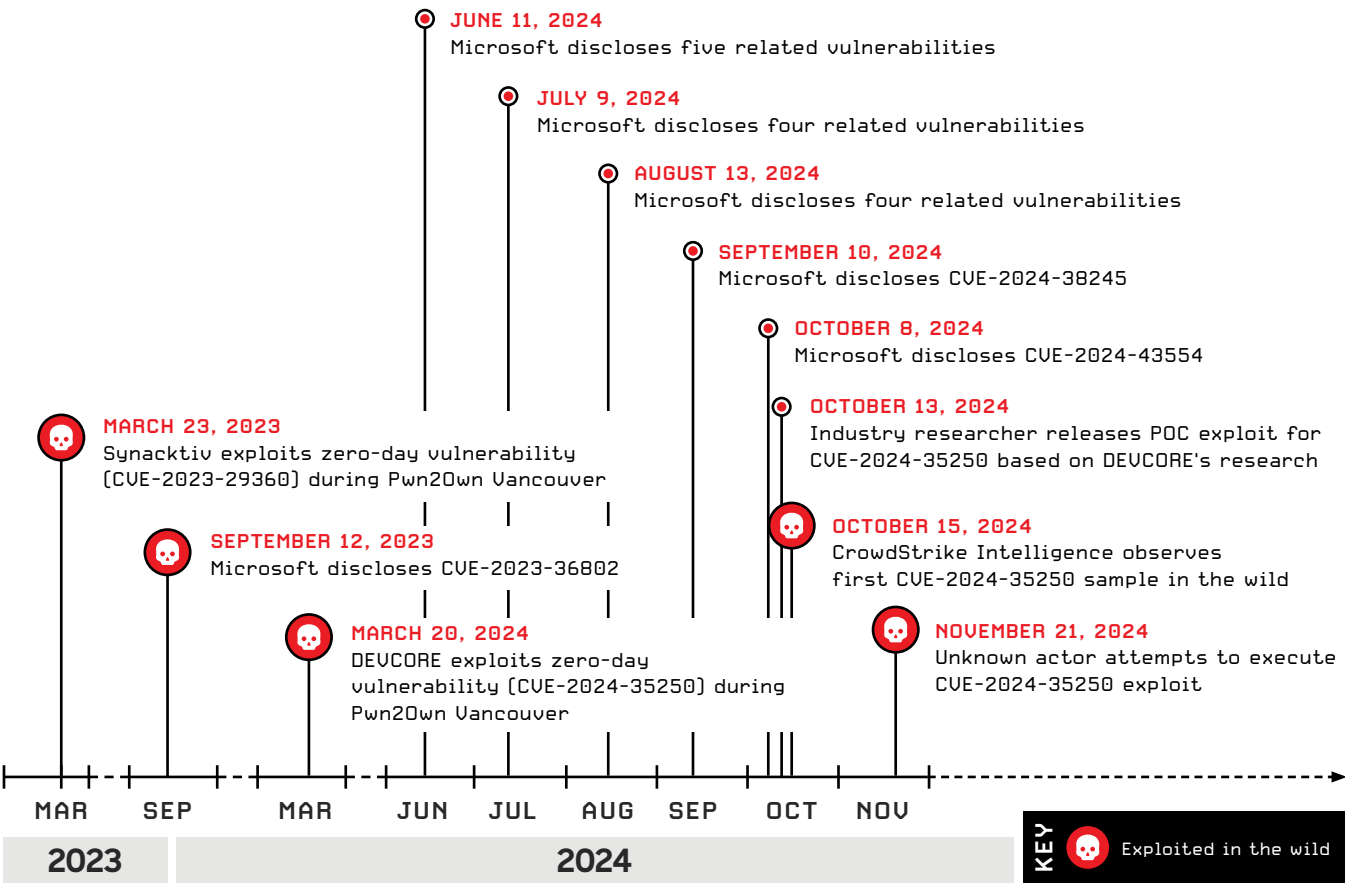 JUNE 11, 2024
Microsoft discloses five related vulnerabilities
JULY 9, 2024
Microsoft discloses four related vulnerabilities
AUGUST 13, 2024
Microsoft discloses four related vulnerabilities
SEPTEMBER 10, 2024
Microsoft discloses CVE-2024-38245
OCTOBER 8, 2024
Microsoft discloses CVE-2024-43554
OCTOBER 13, 2024
Industry researcher releases POC exploit for
CVE-2024-35250 based on DEVCORE's research
MARCH 23, 2023
Synacktiv exploits zero-day vulnerability
(CVE-2023-29360) during Pwn2Own Vancouver
OCTOBER 15, 2024
CrowdStrike Intelligence observes
first CVE-2024-35250 sample in the wild
SEPTEMBER 12, 2023
Microsoft discloses CVE-2023-36802
MARCH 20, 2024
DEVCORE exploits zero-day
vulnerability (CVE-2024-35250) during
Pwn2Own Vancouver
NOVEMBER 21, 2024
Unknown actor attempts to execute
CVE-2024-35250 exploit
MAR SEP MAR JUN JUL AUG SEP OCT NOV
2023 2024
KEY
Exploited in the wild